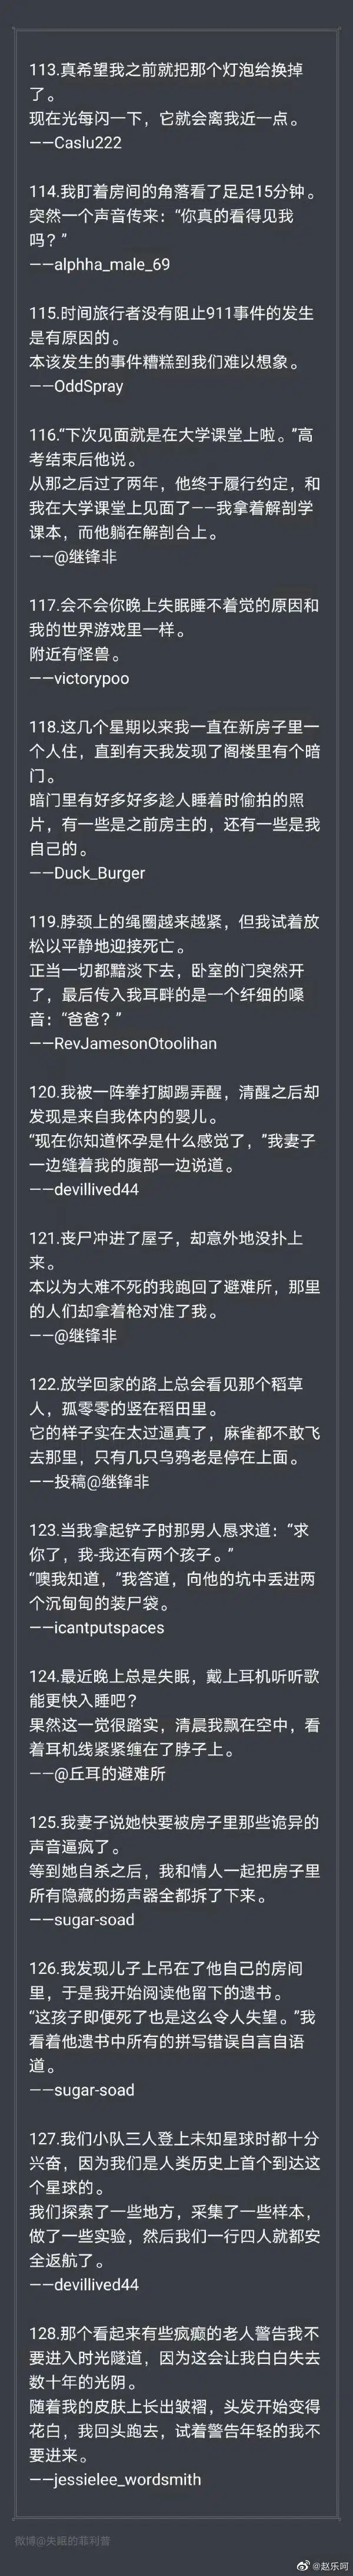 113.真希望我之前就把那个灯泡给换掉
了。
现在光每闪一下，它就会离我近一点。
——Caslu222
114.我盯着房间的角落看了足足15分钟。
突然一个声音传来：“你真的看得见我
吗？”
——alphha_male_69
115.时间旅行者没有阻止911事件的发生
是有原因的。
本该发生的事件糟糕到我们难以想象。
——OddSpray
116.“下次见面就是在大学课堂上啦。”高
考结束后他说。
从那之后过了两年，他终于履行约定，和
我在大学课堂上见面了——我拿着解剖学
课本，而他躺在解剖台上。
——@继锋非
117.会不会你晚上失眠睡不着觉的原因和
我的世界游戏里一样。
附近有怪兽。
——victorypoo
118.这几个星期以来我一直在新房子里一
个人住，直到有天我发现了阁楼里有个暗
门。
暗门里有好多好多趁人睡着时偷拍的照
片，有一些是之前房主的，还有一些是我
自己的。
——Duck_Burger
119.脖颈上的绳圈越来越紧，但我试着放
松以平静地迎接死亡。
正当一切都黯淡下去，卧室的门突然开
了，最后传入我耳畔的是一个纤细的嗓
音：“爸爸？”
——RevJamesonOtoolihan
120.我被一阵拳打脚踢弄醒，清醒之后却
发现是来自我体内的婴儿。
“现在你知道怀孕是什么感觉了，”我妻子
一边缝着我的腹部一边说道。
——devillived44
121.丧尸冲进了屋子，却意外地没扑上
来。
本以为大难不死的我跑回了避难所，那里
的人们却拿着枪对准了我。
——@继锋非
122.放学回家的路上总会看见那个稻草
人，孤零零的竖在稻田里。
它的样子实在太过逼真了，麻雀都不敢飞
去那里，只有几只乌鸦老是停在上面。
——投稿@继锋非
123.当我拿起铲子时那男人恳求道：“求
你了，我-我还有两个孩子。”
“噢我知道，”我答道，向他的坑中丢进两
个沉甸甸的装尸袋。
——icantputspaces
124.最近晚上总是失眠，戴上耳机听听歌
能更快入睡吧？
果然这一觉很踏实，清晨我飘在空中，看
着耳机线紧紧缠在了脖子上。
——@丘耳的避难所
125.我妻子说她快要被房子里那些诡异的
声音逼疯了。
等到她自杀之后，我和情人一起把房子里
所有隐藏的扬声器全都拆了下来。
——sugar-soad
126.我发现儿子上吊在了他自己的房间
里，于是我开始阅读他留下的遗书。
“这孩子即便死了也是这么令人失望。”我
看着他遗书中所有的拼写错误自言自语
道。
——sugar-soad
127.我们小队三人登上未知星球时都十分
兴奋，因为我们是人类历史上首个到达这
个星球的。
我们探索了一些地方，采集了一些样本，
做了一些实验，然后我们一行四人就都安
全返航了。
——devillived44
128.那个看起来有些疯癫的老人警告我不
要进入时光隧道，因为这会让我白白失去
数十年的光阴。
随着我的皮肤上长出皱褶，头发开始变得
花白，我回头跑去，试着警告年轻的我不
要进来。
——jessielee_wordsmith
微博@失眠的菲利普
@赵乐呵